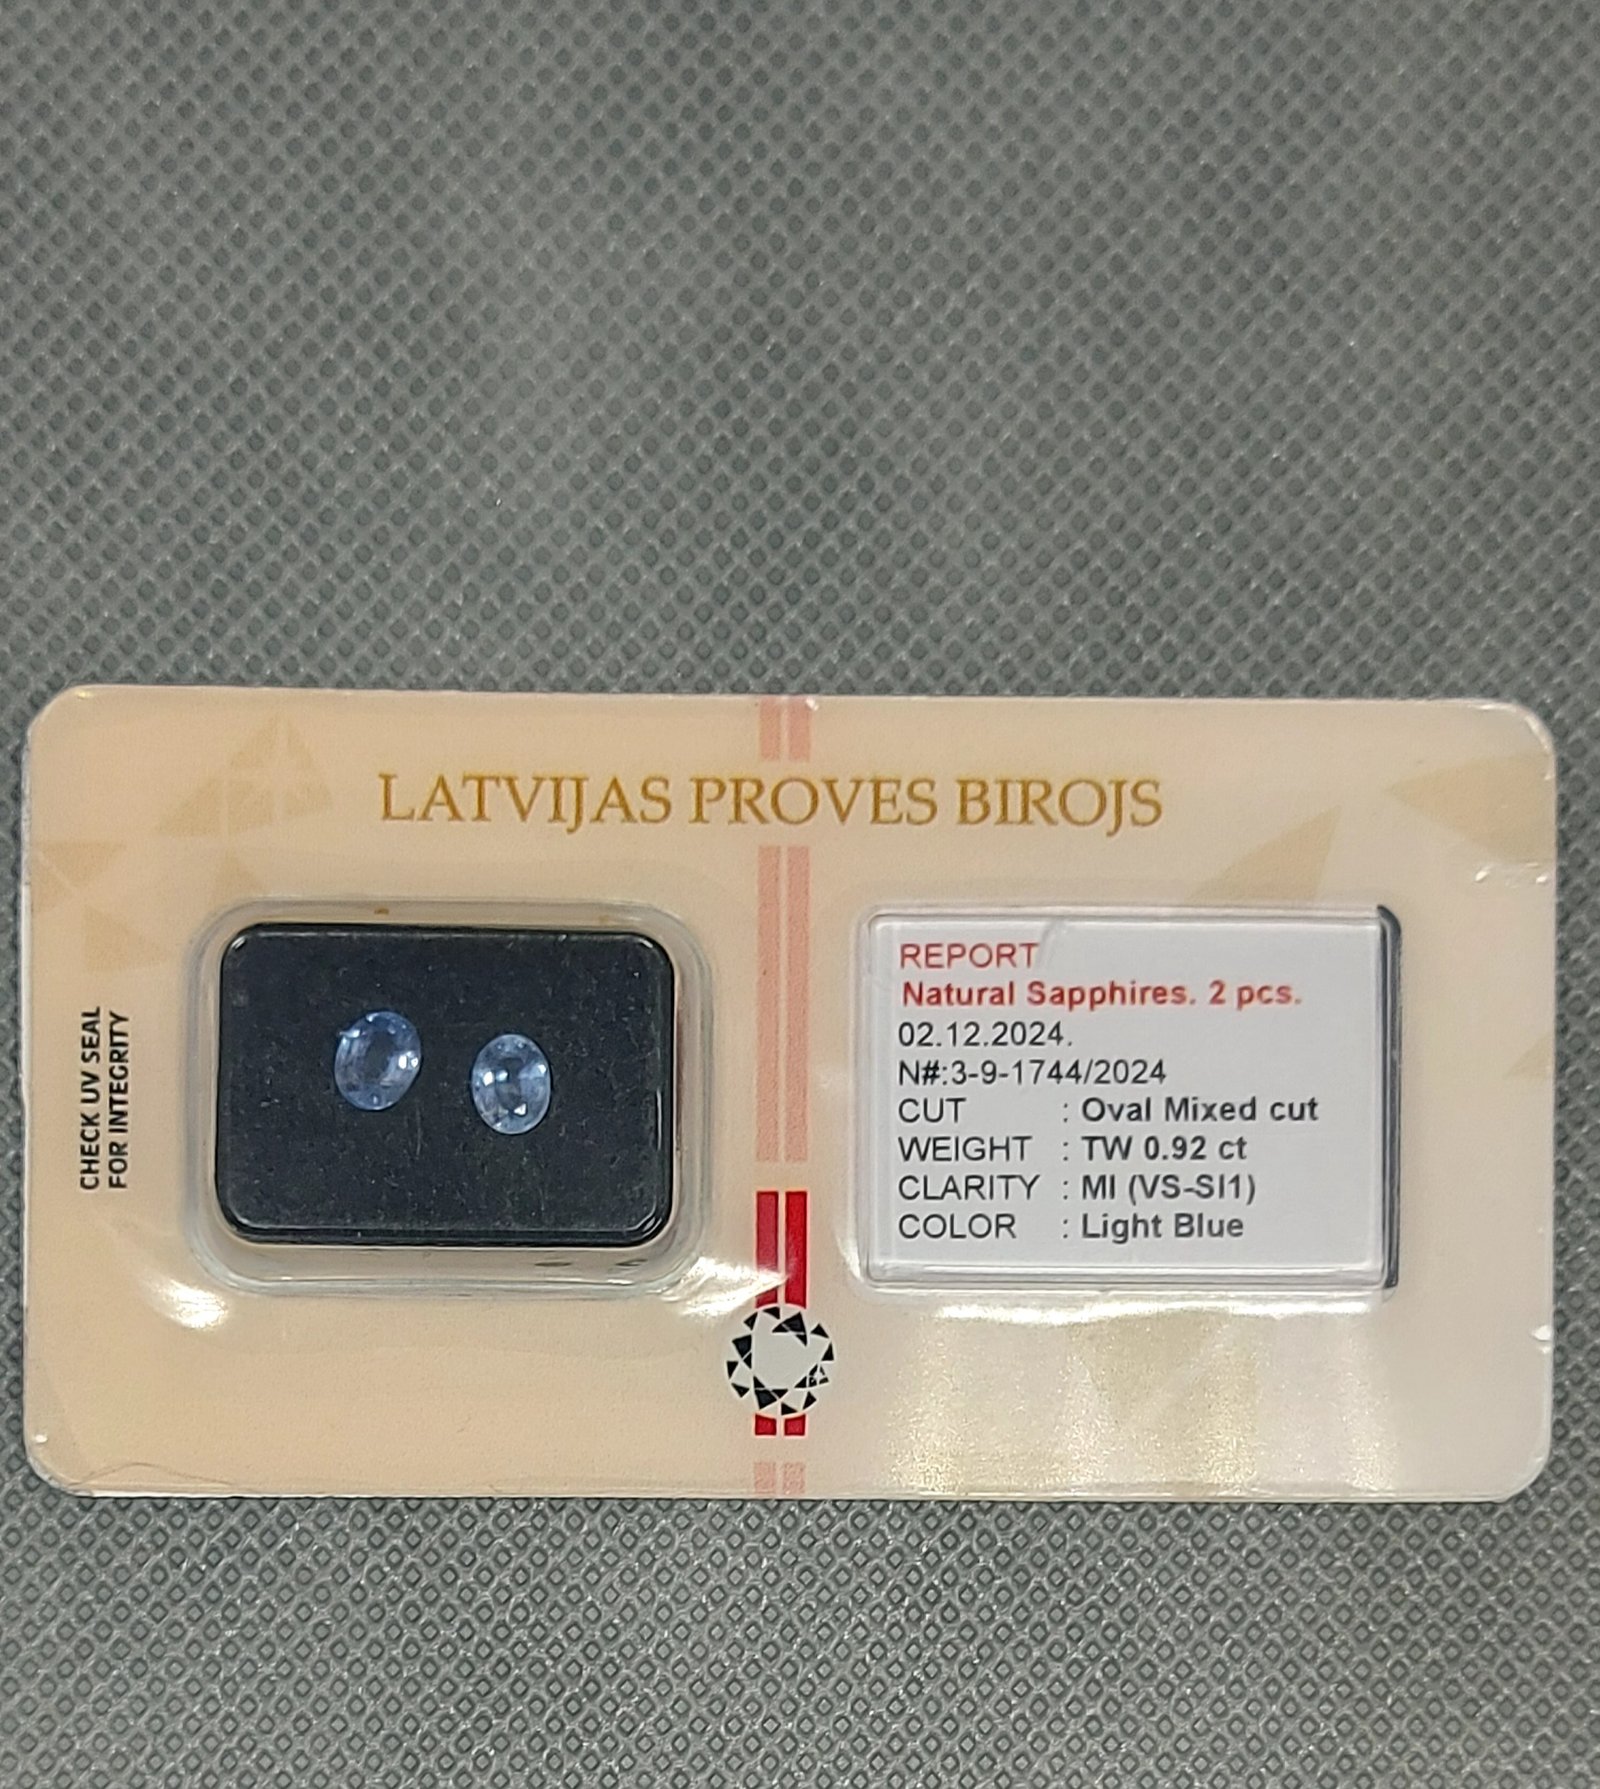 LATVIJAS PROVES BIROJS
CHECK UV SEAL
FOR INTEGRITY
REPORT
Natural Sapphires. 2 pcs.
02.12.2024.
N#:3-9-1744/2024
CUT : Oval Mixed cut
WEIGHT : TW 0.92 ct
CLARITY : MI (VS-SI1)
COLOR : Light Blue